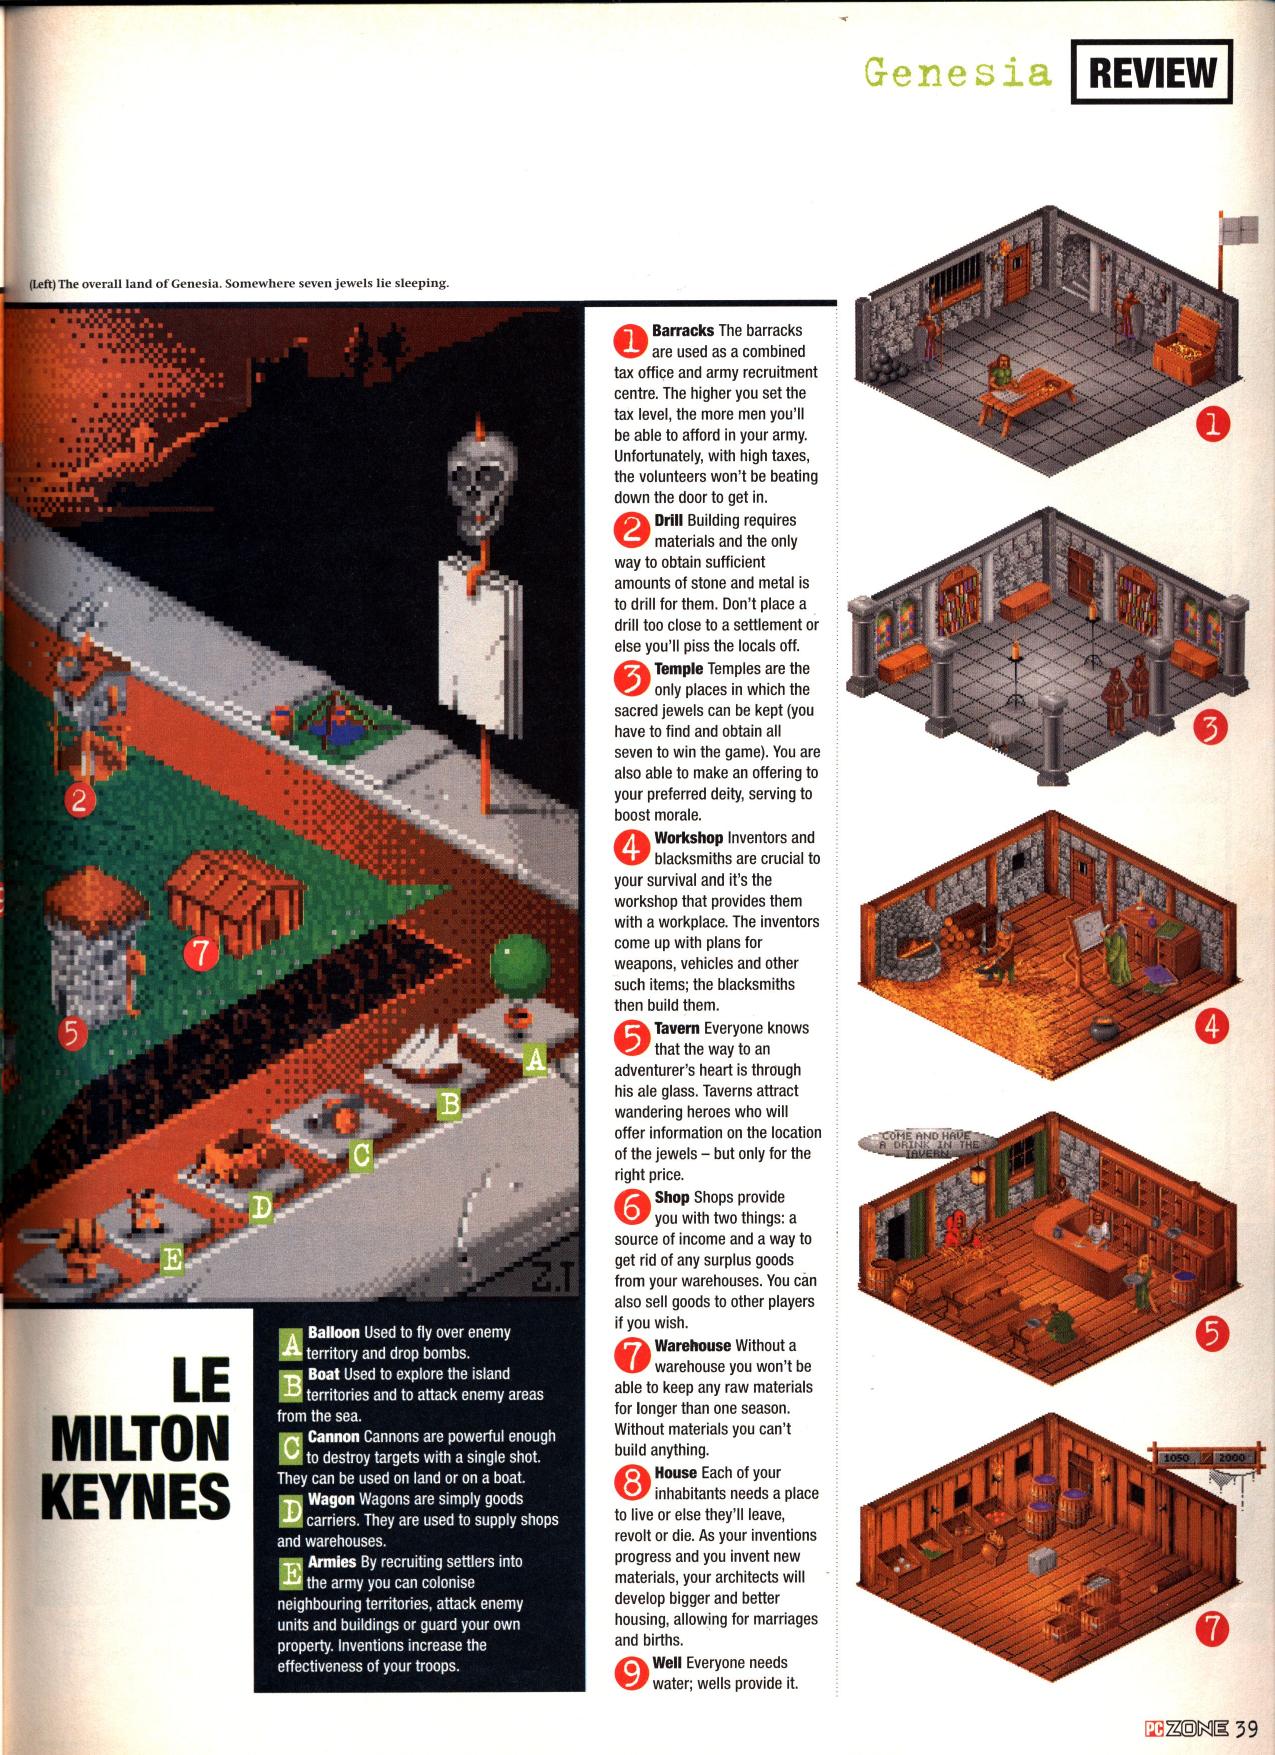 Genesia REVIEW
(Left) The overall land of Genesia. Somewhere seven jewels lie sleeping.
2
7
5
A
B
C
D
E
Z.T
LE
MILTON
KEYNES
A Balloon Used to fly over enemy
territory and drop bombs.
B Boat Used to explore the island
territories and to attack enemy areas
from the sea.
C Cannon Cannons are powerful enough
to destroy targets with a single shot.
They can be used on land or on a boat.
D Wagon Wagons are simply goods
carriers. They are used to supply shops
and warehouses.
E Armies By recruiting settlers into
the army you can colonise
neighbouring territories, attack enemy
units and buildings or guard your own
property. Inventions increase the
effectiveness of your troops.
1 Barracks The barracks
are used as a combined
tax office and army recruitment
centre. The higher you set the
tax level, the more men you'll
be able to afford in your army.
Unfortunately, with high taxes,
the volunteers won't be beating
down the door to get in.
2 Drill Building requires
materials and the only
way to obtain sufficient
amounts of stone and metal is
to drill for them. Don't place a
drill too close to a settlement or
else you'll piss the locals off.
3 Temple Temples are the
only places in which the
sacred jewels can be kept (you
have to find and obtain all
seven to win the game). You are
also able to make an offering to
your preferred deity, serving to
boost morale.
4 Workshop Inventors and
blacksmiths are crucial to
your survival and it's the
workshop that provides them
with a workplace. The inventors
come up with plans for
weapons, vehicles and other
such items; the blacksmiths
then build them.
5 Tavern Everyone knows
that the way to an
adventurer's heart is through
his ale glass. Taverns attract
wandering heroes who will
offer information on the location
of the jewels – but only for the
right price.
6 Shop Shops provide
you with two things: a
source of income and a way to
get rid of any surplus goods
from your warehouses. You can
also sell goods to other players
if you wish.
7 Warehouse Without a
warehouse you won't be
able to keep any raw materials
for longer than one season.
Without materials you can't
build anything.
8 House Each of your
inhabitants needs a place
to live or else they'll leave,
revolt or die. As your inventions
progress and you invent new
materials, your architects will
develop bigger and better
housing, allowing for marriages
and births.
9 Well Everyone needs
water; wells provide it.
1
3
4
COME AND HAVE
A DRINK IN THE
TAVERN
5
1050 2000
7
PC ZONE 39